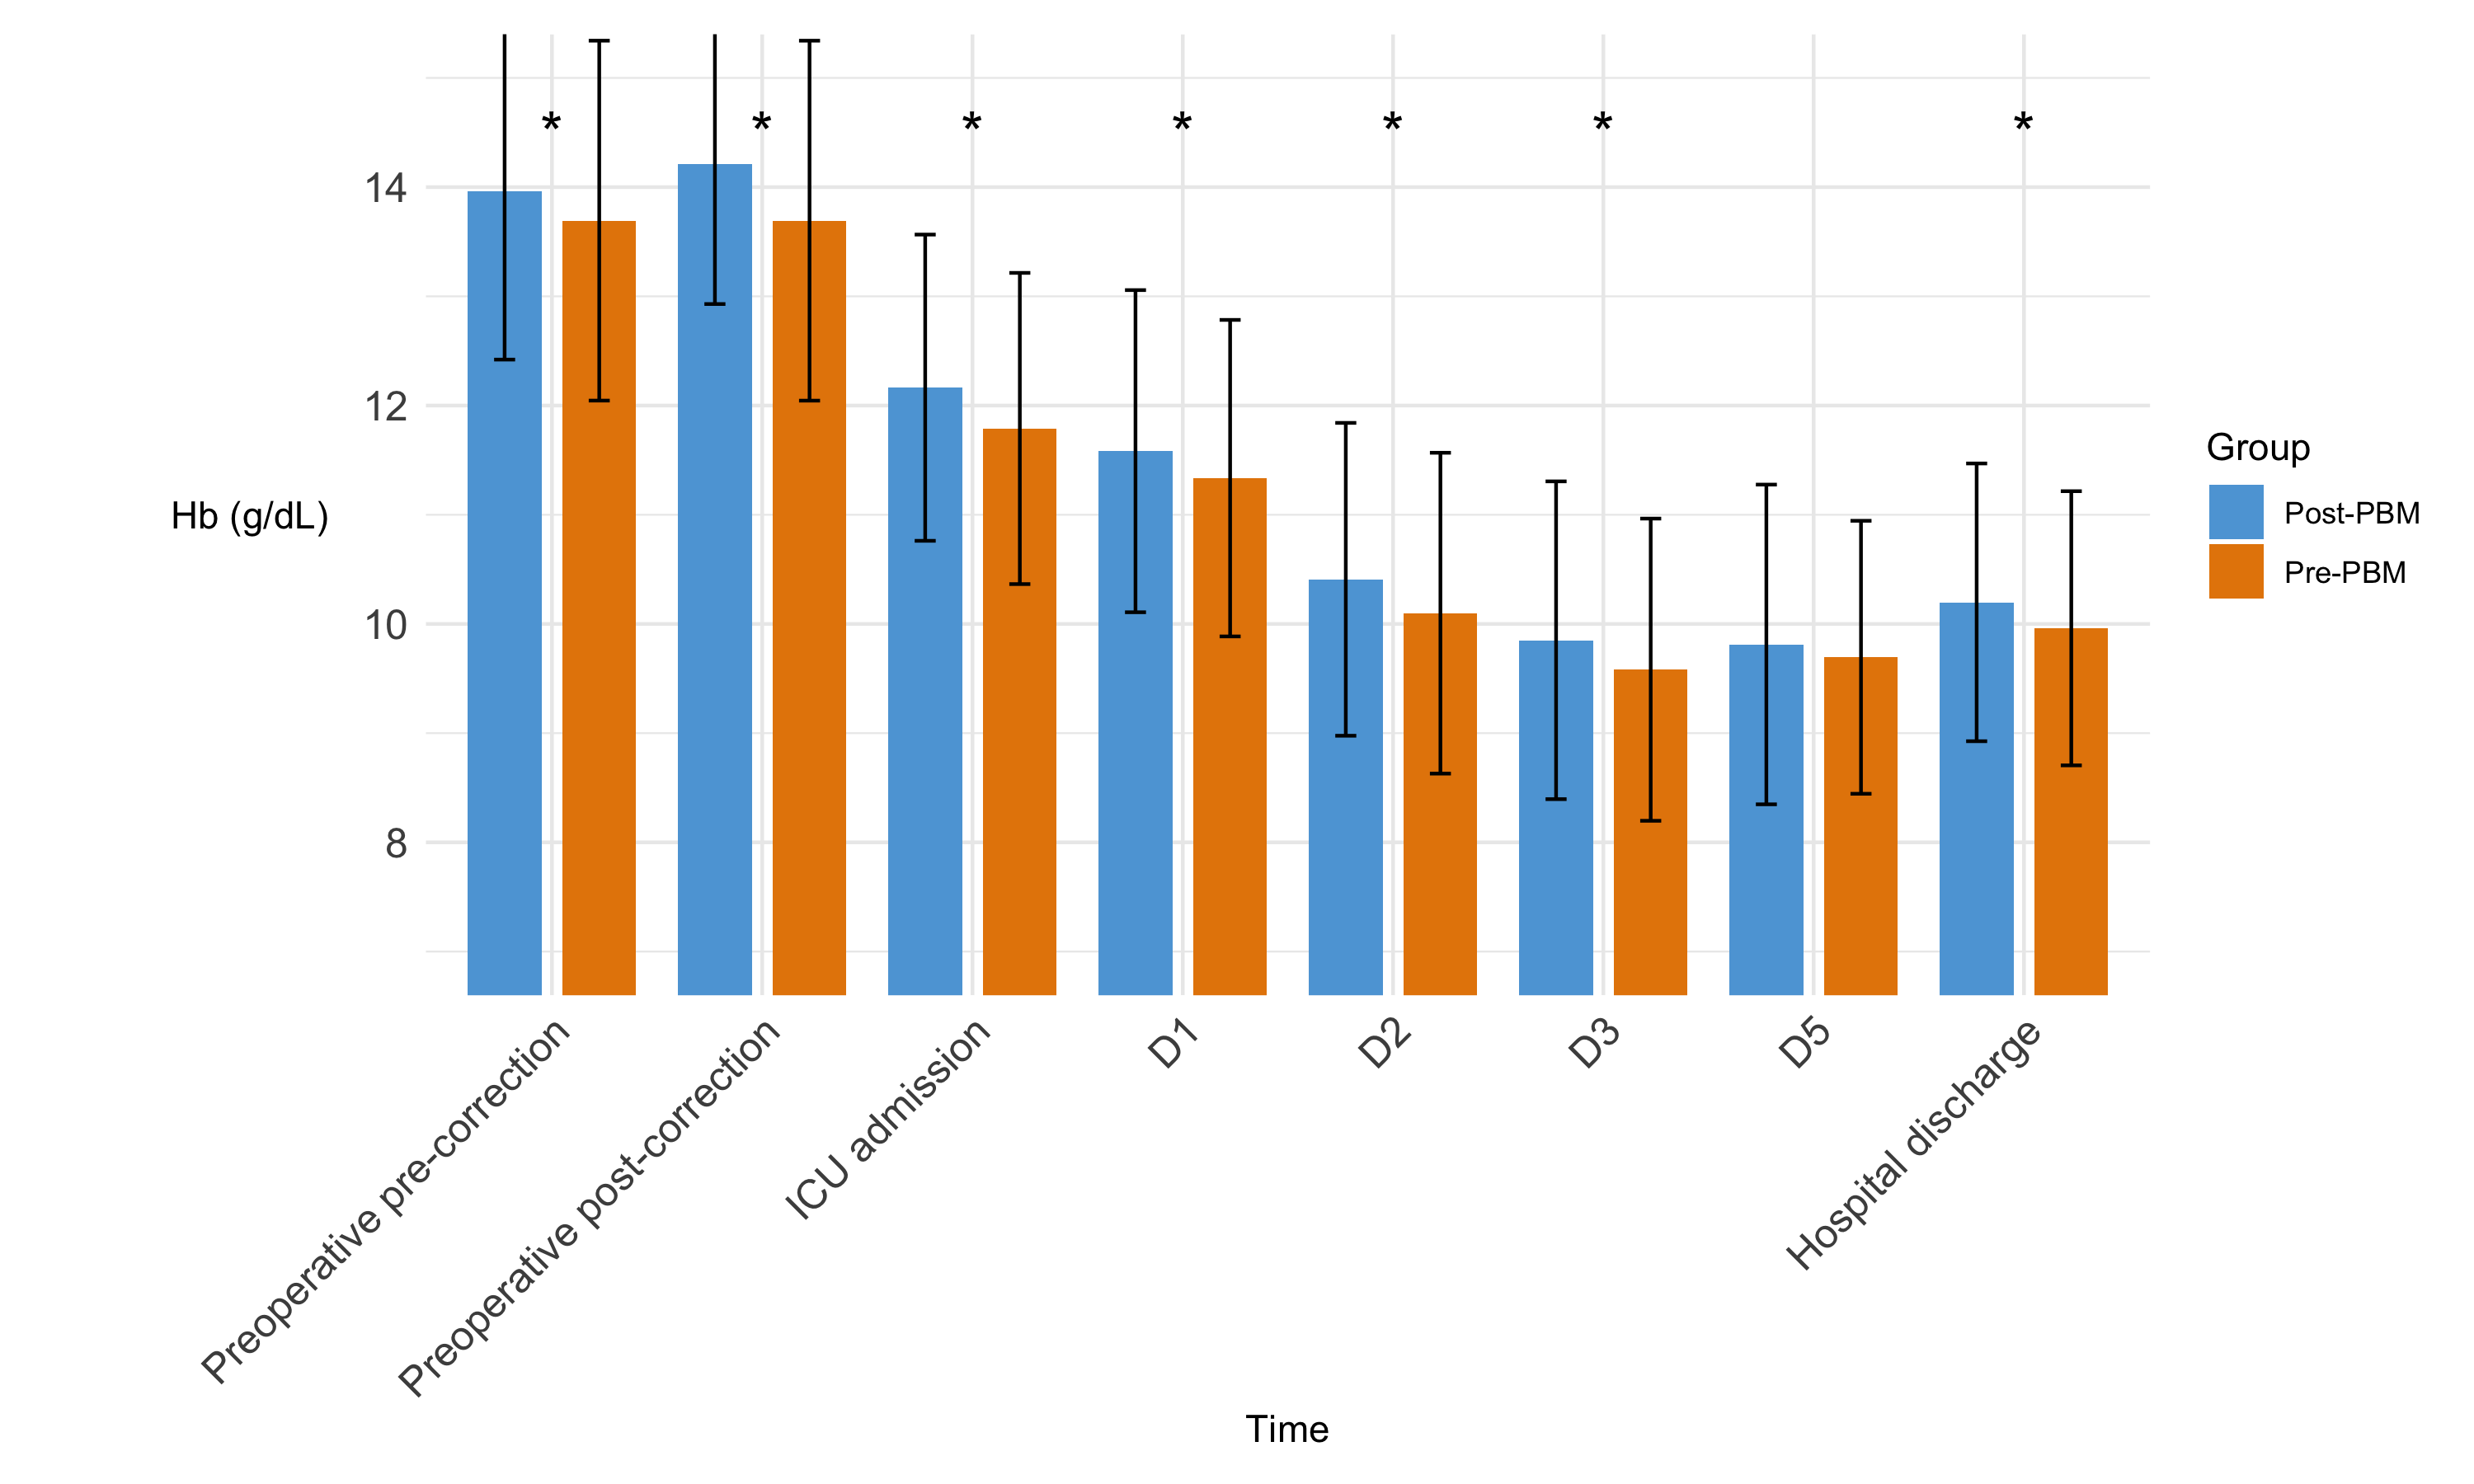 * * * * * * *
14
12
10
8
Hb (g/dL)
Group
Post-PBM
Pre-PBM
Preoperative pre-correction
Preoperative post-correction
ICU admission
D1
D2
D3
D5
Hospital discharge
Time